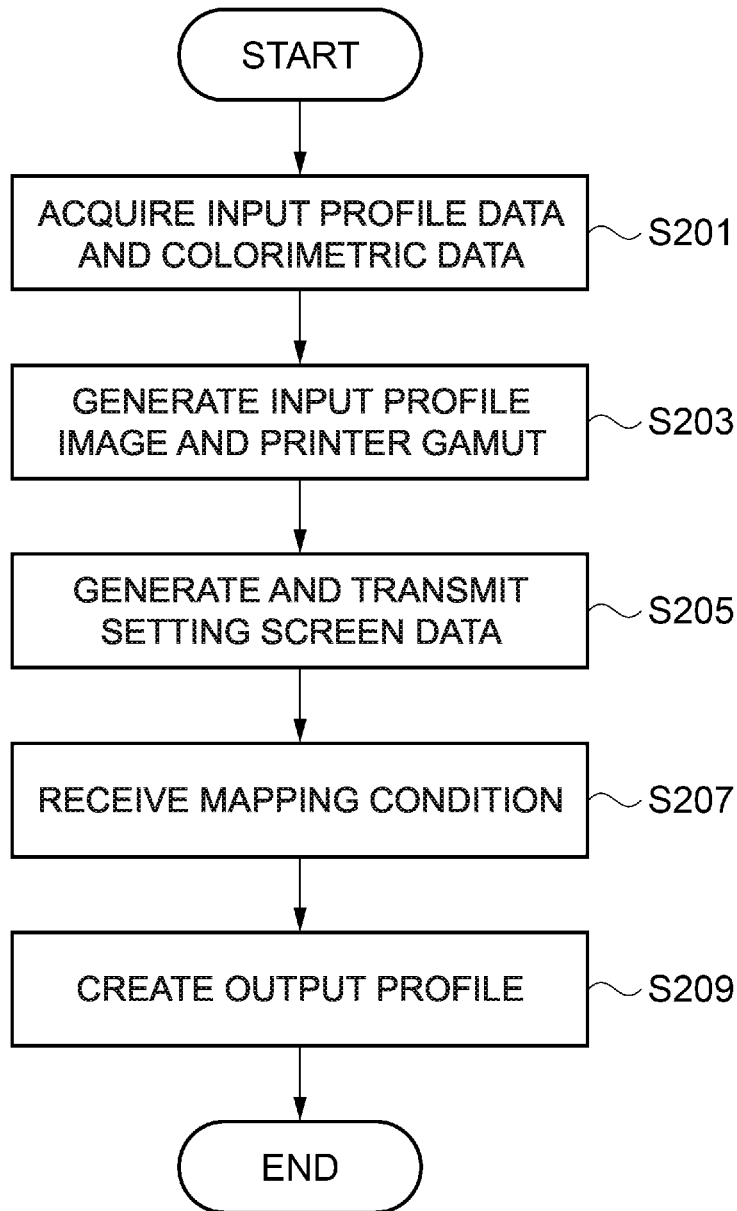 START
ACQUIRE INPUT PROFILE DATA
AND COLORIMETRIC DATA
S201
GENERATE INPUT PROFILE
IMAGE AND PRINTER GAMUT
S203
GENERATE AND TRANSMIT
SETTING SCREEN DATA
S205
RECEIVE MAPPING CONDITION
S207
CREATE OUTPUT PROFILE
S209
END